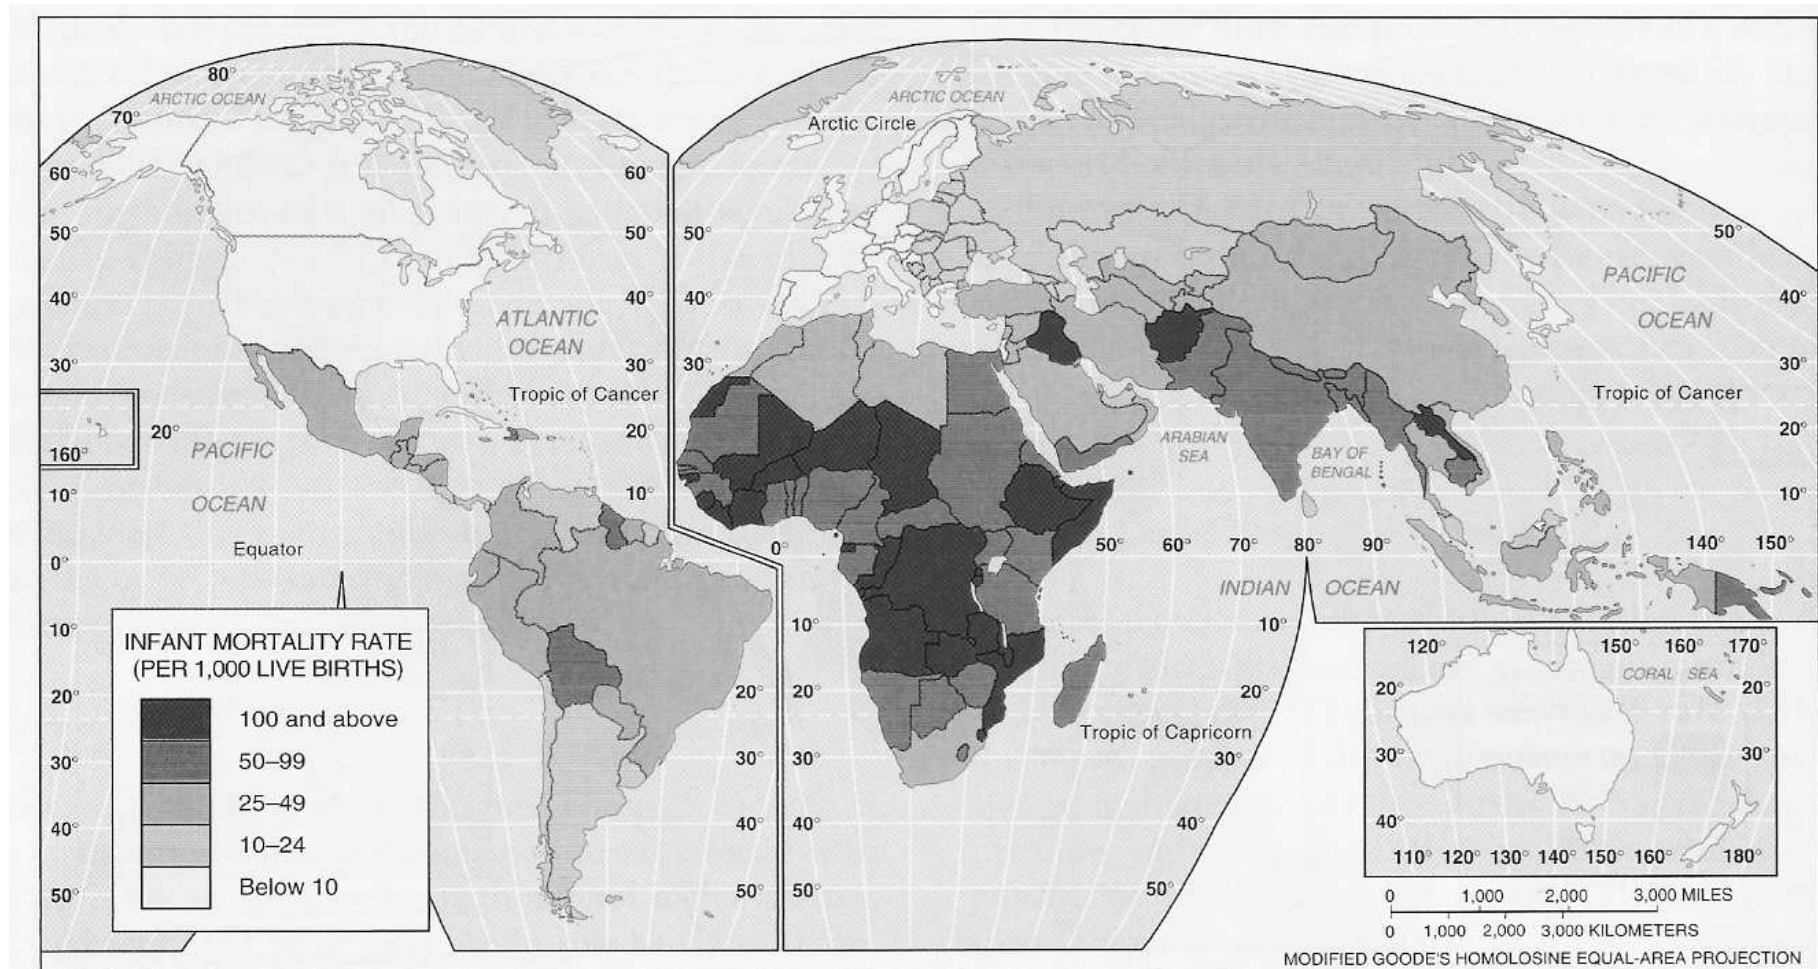 80°
ARCTIC OCEAN
70°
60°
60°
50°
50°
40°
40°
ATLANTIC
OCEAN
30°
30°
Tropic of Cancer
20°
20°
160°
PACIFIC
OCEAN
10°
10°
Equator
0°
10°
20°
20°
30°
30°
40°
40°
50°
50°
ARCTIC OCEAN
Arctic Circle
50°
50°
40°
PACIFIC
OCEAN
40°
30°
30°
Tropic of Cancer
20°
ARABIAN
SEA
BAY OF
BENGAL
10°
0°
50°
60°
70°
80°
90°
140°
150°
INDIAN
OCEAN
10°
10°
20°
20°
Tropic of Capricorn
30°
30°
40°
40°
50°
50°
INFANT MORTALITY RATE
(PER 1,000 LIVE BIRTHS)
100 and above
50–99
25–49
10–24
Below 10
120°
150°
160°
170°
CORAL SEA
20°
20°
30°
30°
40°
110°
120°
130°
140°
150°
160°
180°
0
1,000
2,000
3,000 MILES
0
1,000
2,000
3,000 KILOMETERS
MODIFIED GOODE'S HOMOLOSINE EQUAL-AREA PROJECTION